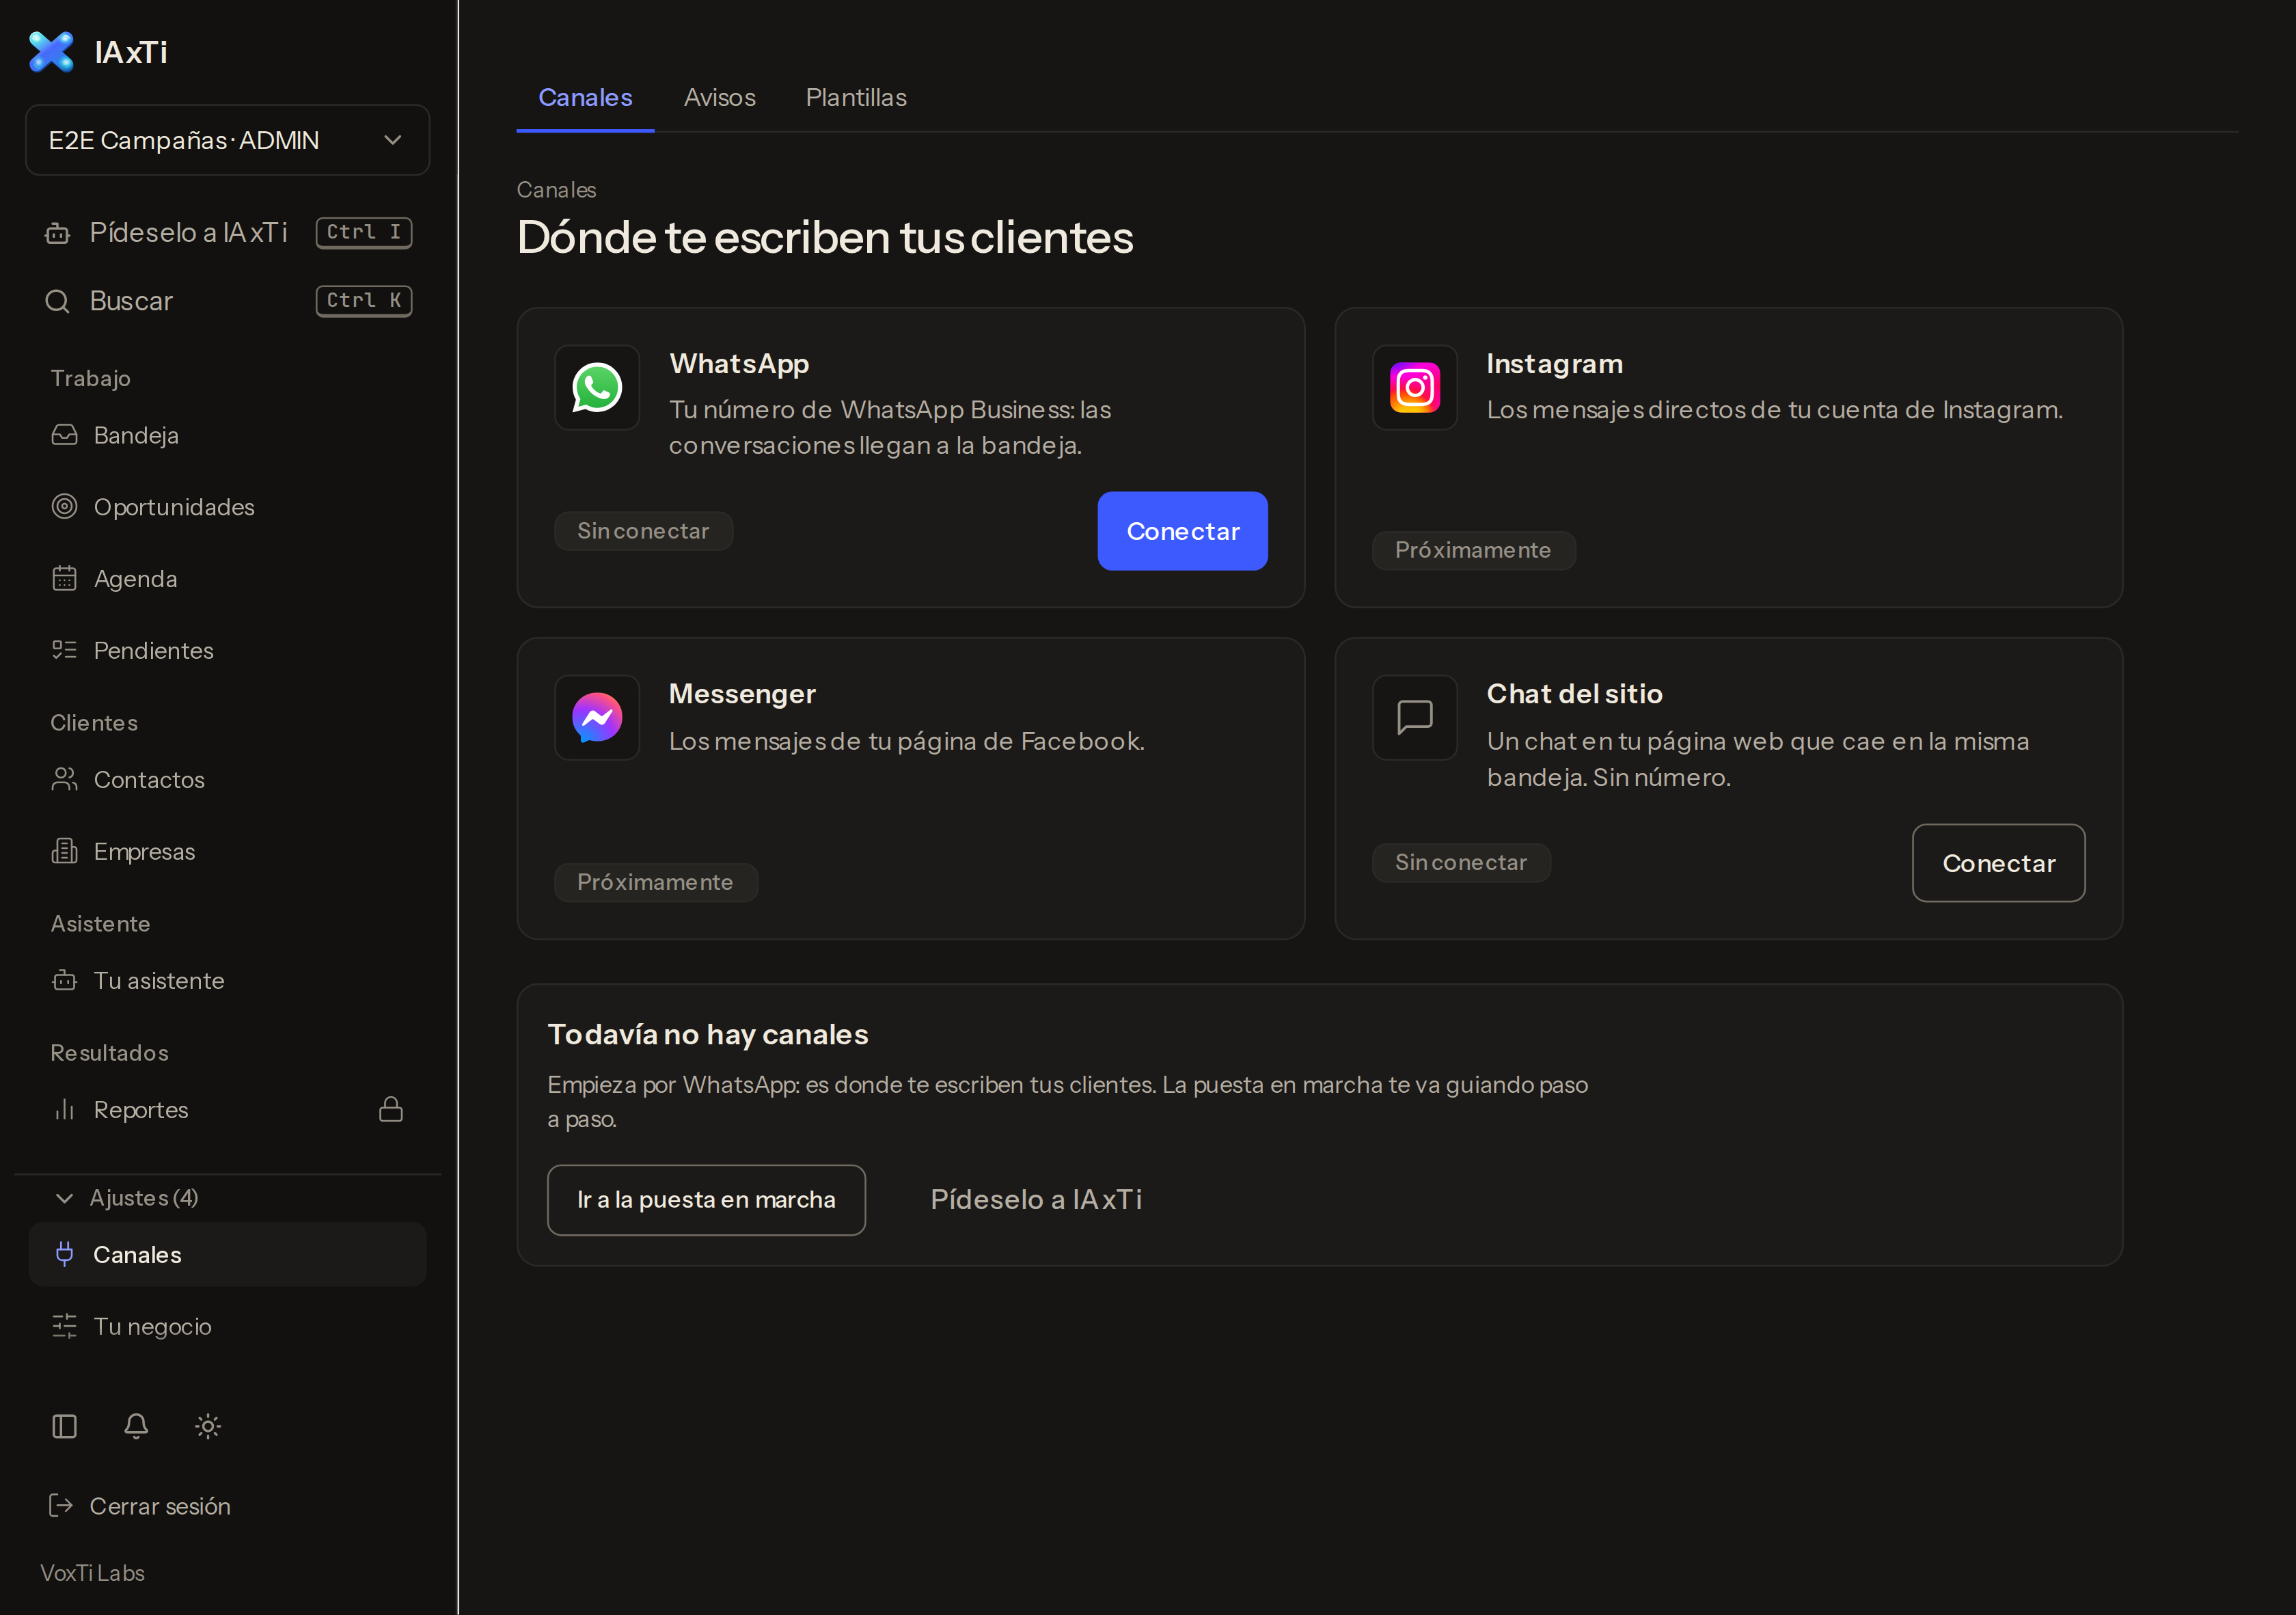 IAxTi
E2E Campañas · ADMIN
Pídeselo a IAxTi
Ctrl I
Buscar
Ctrl K
Trabajo
Bandeja
Oportunidades
Agenda
Pendientes
Clientes
Contactos
Empresas
Asistente
Tu asistente
Resultados
Reportes
Ajustes (4)
Canales
Tu negocio
Cerrar sesión
VoxTi Labs
Canales
Avisos
Plantillas
Canales
Dónde te escriben tus clientes
WhatsApp
Tu número de WhatsApp Business: las
conversaciones llegan a la bandeja.
Sin conectar
Conectar
Instagram
Los mensajes directos de tu cuenta de Instagram.
Próximamente
Messenger
Los mensajes de tu página de Facebook.
Próximamente
Chat del sitio
Un chat en tu página web que cae en la misma
bandeja. Sin número.
Sin conectar
Conectar
Todavía no hay canales
Empieza por WhatsApp: es donde te escriben tus clientes. La puesta en marcha te va guiando paso
a paso.
Ir a la puesta en marcha
Pídeselo a IAxTi